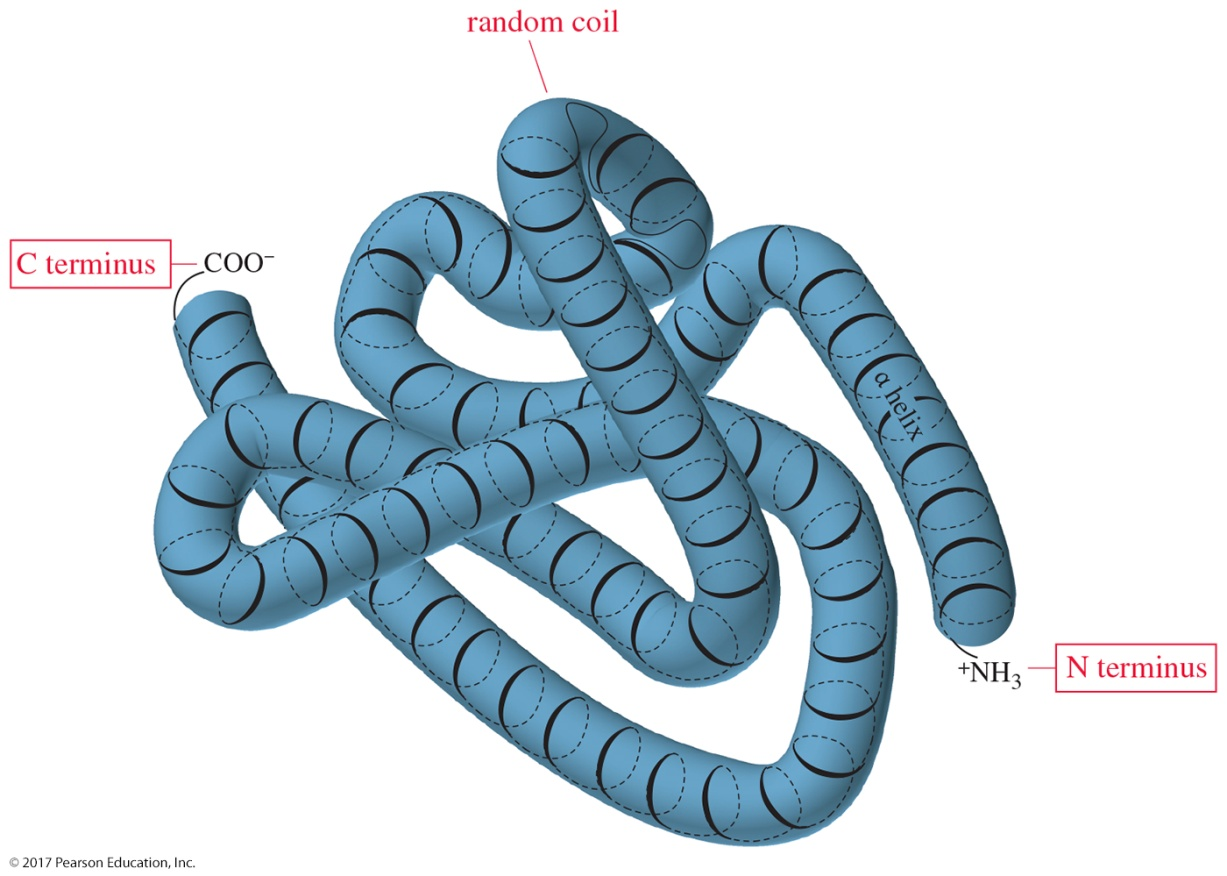 random coil
C terminus
COO⁻
α helix
⁺NH₃
N terminus
© 2017 Pearson Education, Inc.